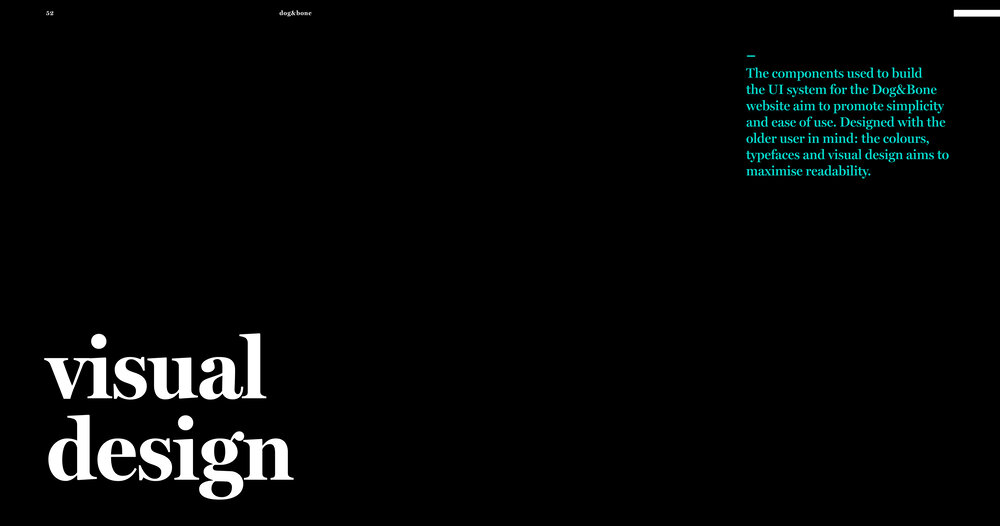 52
dog&bone
The components used to build
the UI system for the Dog&Bone
website aim to promote simplicity
and ease of use. Designed with the
older user in mind: the colours,
typefaces and visual design aims to
maximise readability.
visual
design